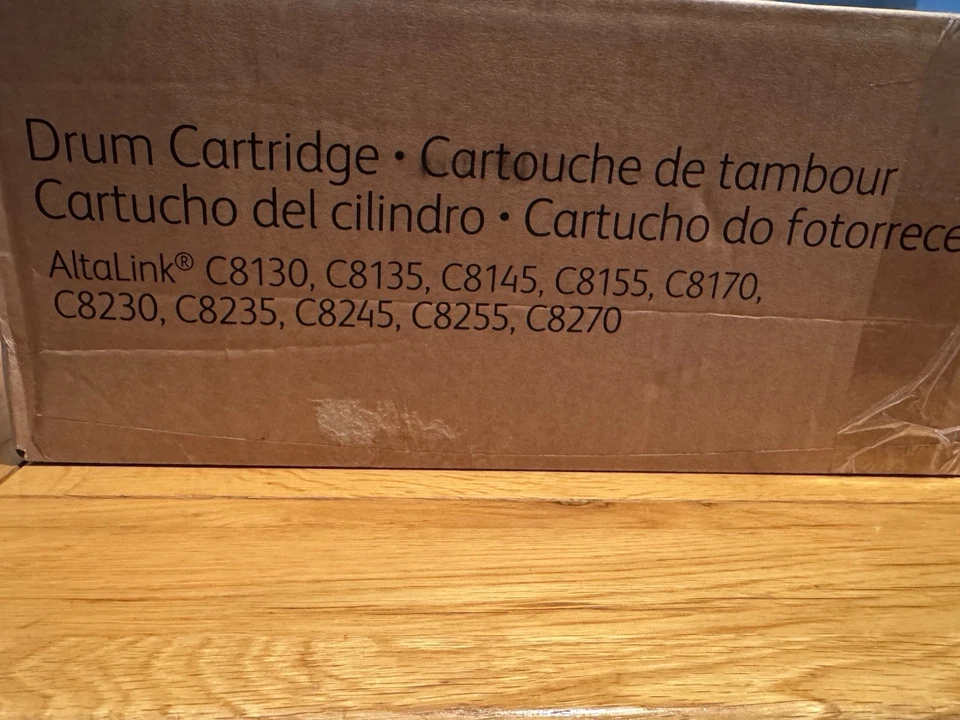 Drum Cartridge • Cartouche de tambour
Cartucho del cilindro • Cartucho do fotorrece
AltaLink® C8130, C8135, C8145, C8155, C8170,
C8230, C8235, C8245, C8255, C8270